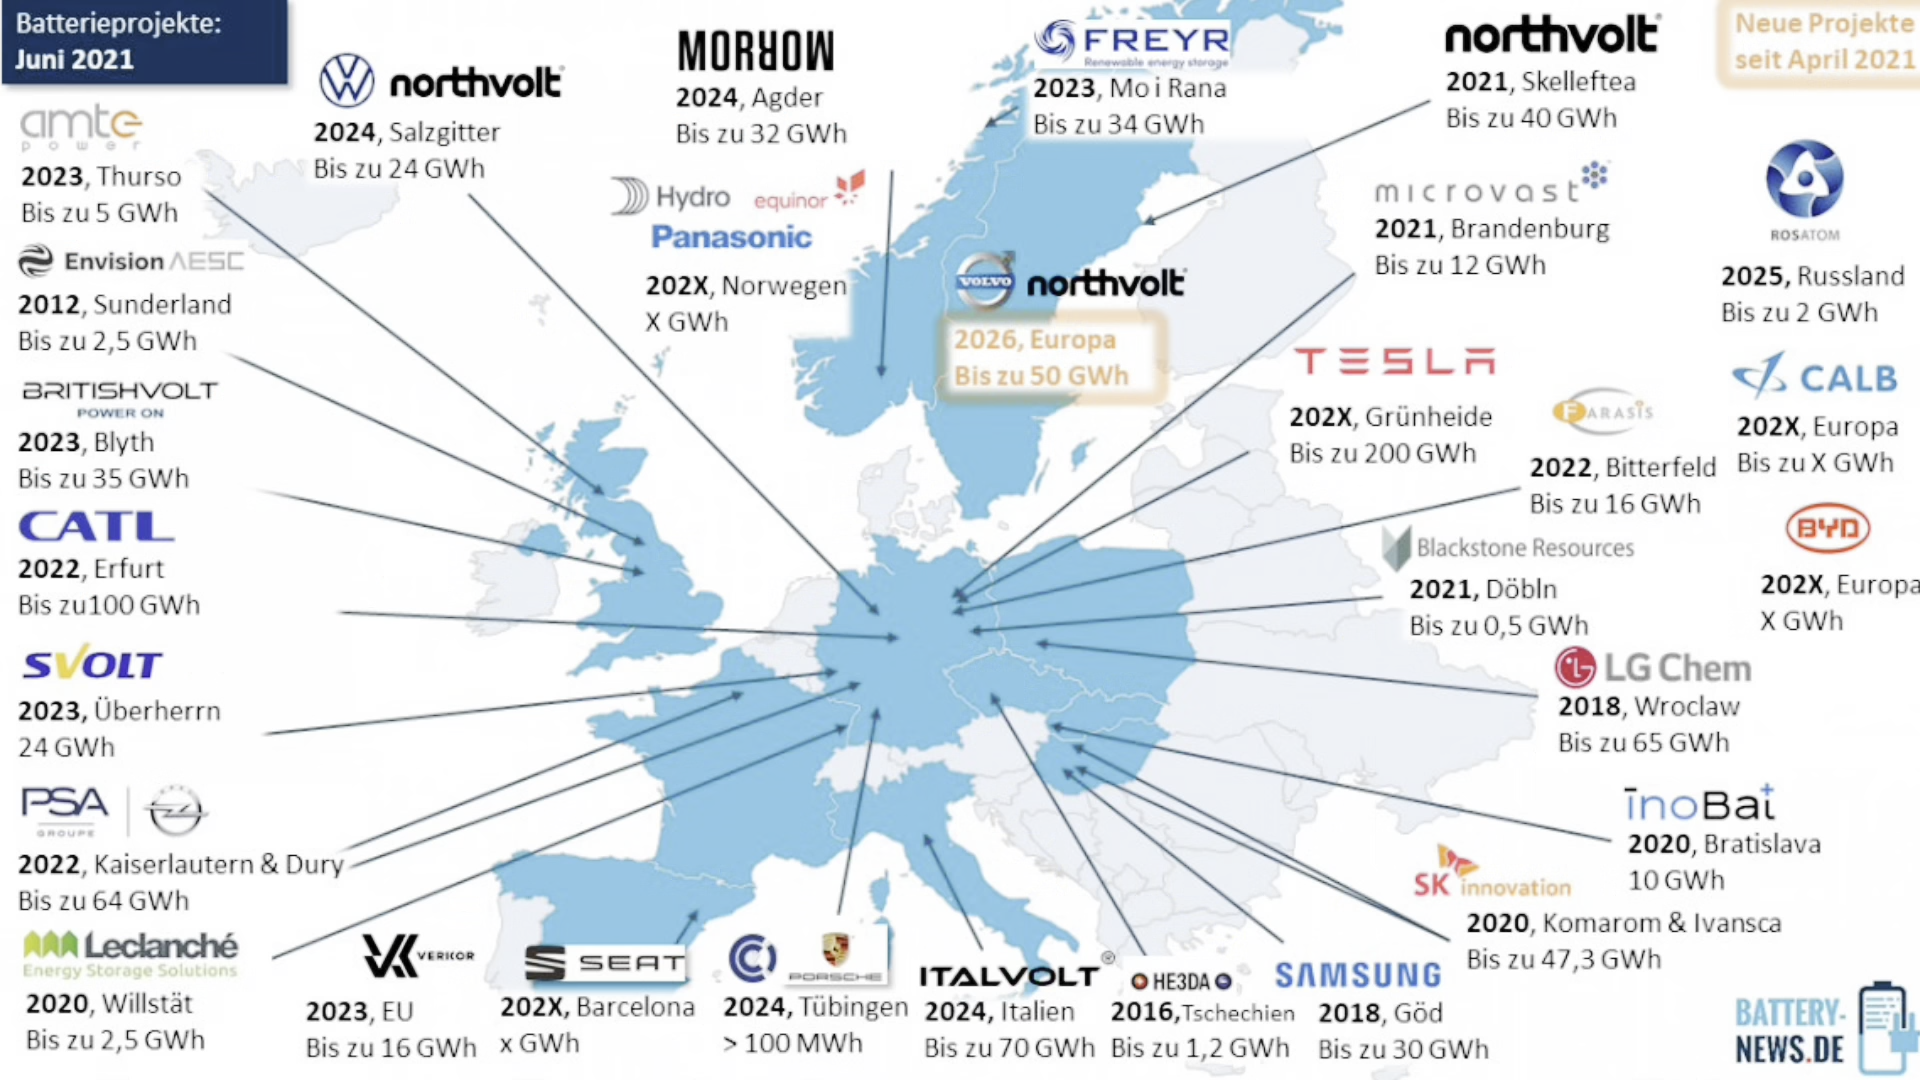 Batterieprojekte:
Juni 2021
Neue Projekte
seit April 2021
amte
power
2023, Thurso
Bis zu 5 GWh
northvolt
2024, Salzgitter
Bis zu 24 GWh
MORROW
2024, Agder
Bis zu 32 GWh
FREYR
Renewable energy storage
2023, Mo i Rana
Bis zu 34 GWh
northvolt
2021, Skelleftea
Bis zu 40 GWh
Envision AESC
2012, Sunderland
Bis zu 2,5 GWh
Hydro
equinor
Panasonic
202X, Norwegen
X GWh
VOLVO
northvolt
2026, Europa
Bis zu 50 GWh
microvast
2021, Brandenburg
Bis zu 12 GWh
ROSATOM
2025, Russland
Bis zu 2 GWh
BRITISHVOLT
POWER ON
2023, Blyth
Bis zu 35 GWh
TESLA
202X, Grünheide
Bis zu 200 GWh
FARASIS
2022, Bitterfeld
Bis zu 16 GWh
CALB
202X, Europa
Bis zu X GWh
CATL
2022, Erfurt
Bis zu100 GWh
Blackstone Resources
2021, Döbln
Bis zu 0,5 GWh
BYD
202X, Europa
X GWh
SVOLT
2023, Überherrn
24 GWh
LG Chem
2018, Wroclaw
Bis zu 65 GWh
PSA
GROUPE
2022, Kaiserlautern & Dury
Bis zu 64 GWh
inoBat
2020, Bratislava
10 GWh
SK innovation
2020, Komarom & Ivansca
Bis zu 47,3 GWh
Leclanché
Energy Storage Solutions
2020, Willstät
Bis zu 2,5 GWh
VERKOR
2023, EU
Bis zu 16 GWh
SEAT
202X, Barcelona
x GWh
PORSCHE
2024, Tübingen
> 100 MWh
ITALVOLT®
2024, Italien
Bis zu 70 GWh
HE3DA
2016,Tschechien
Bis zu 1,2 GWh
SAMSUNG
2018, Göd
Bis zu 30 GWh
BATTERY-
NEWS.DE